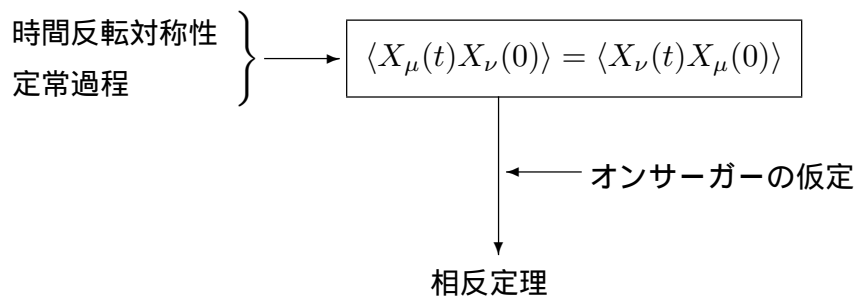 時間反転対称性
定常過程
⟨X_μ(t)X_ν(0)⟩ = ⟨X_ν(t)X_μ(0)⟩
オンサーガーの仮定
相反定理